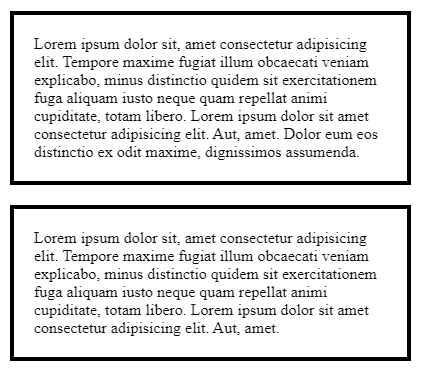 Lorem ipsum dolor sit, amet consectetur adipisicing
elit. Tempore maxime fugiat illum obcaecati veniam
explicabo, minus distinctio quidem sit exercitationem
fuga aliquam iusto neque quam repellat animi
cupiditate, totam libero. Lorem ipsum dolor sit amet
consectetur adipisicing elit. Aut, amet. Dolor eum eos
distinctio ex odit maxime, dignissimos assumenda.
Lorem ipsum dolor sit, amet consectetur adipisicing
elit. Tempore maxime fugiat illum obcaecati veniam
explicabo, minus distinctio quidem sit exercitationem
fuga aliquam iusto neque quam repellat animi
cupiditate, totam libero. Lorem ipsum dolor sit amet
consectetur adipisicing elit. Aut, amet.